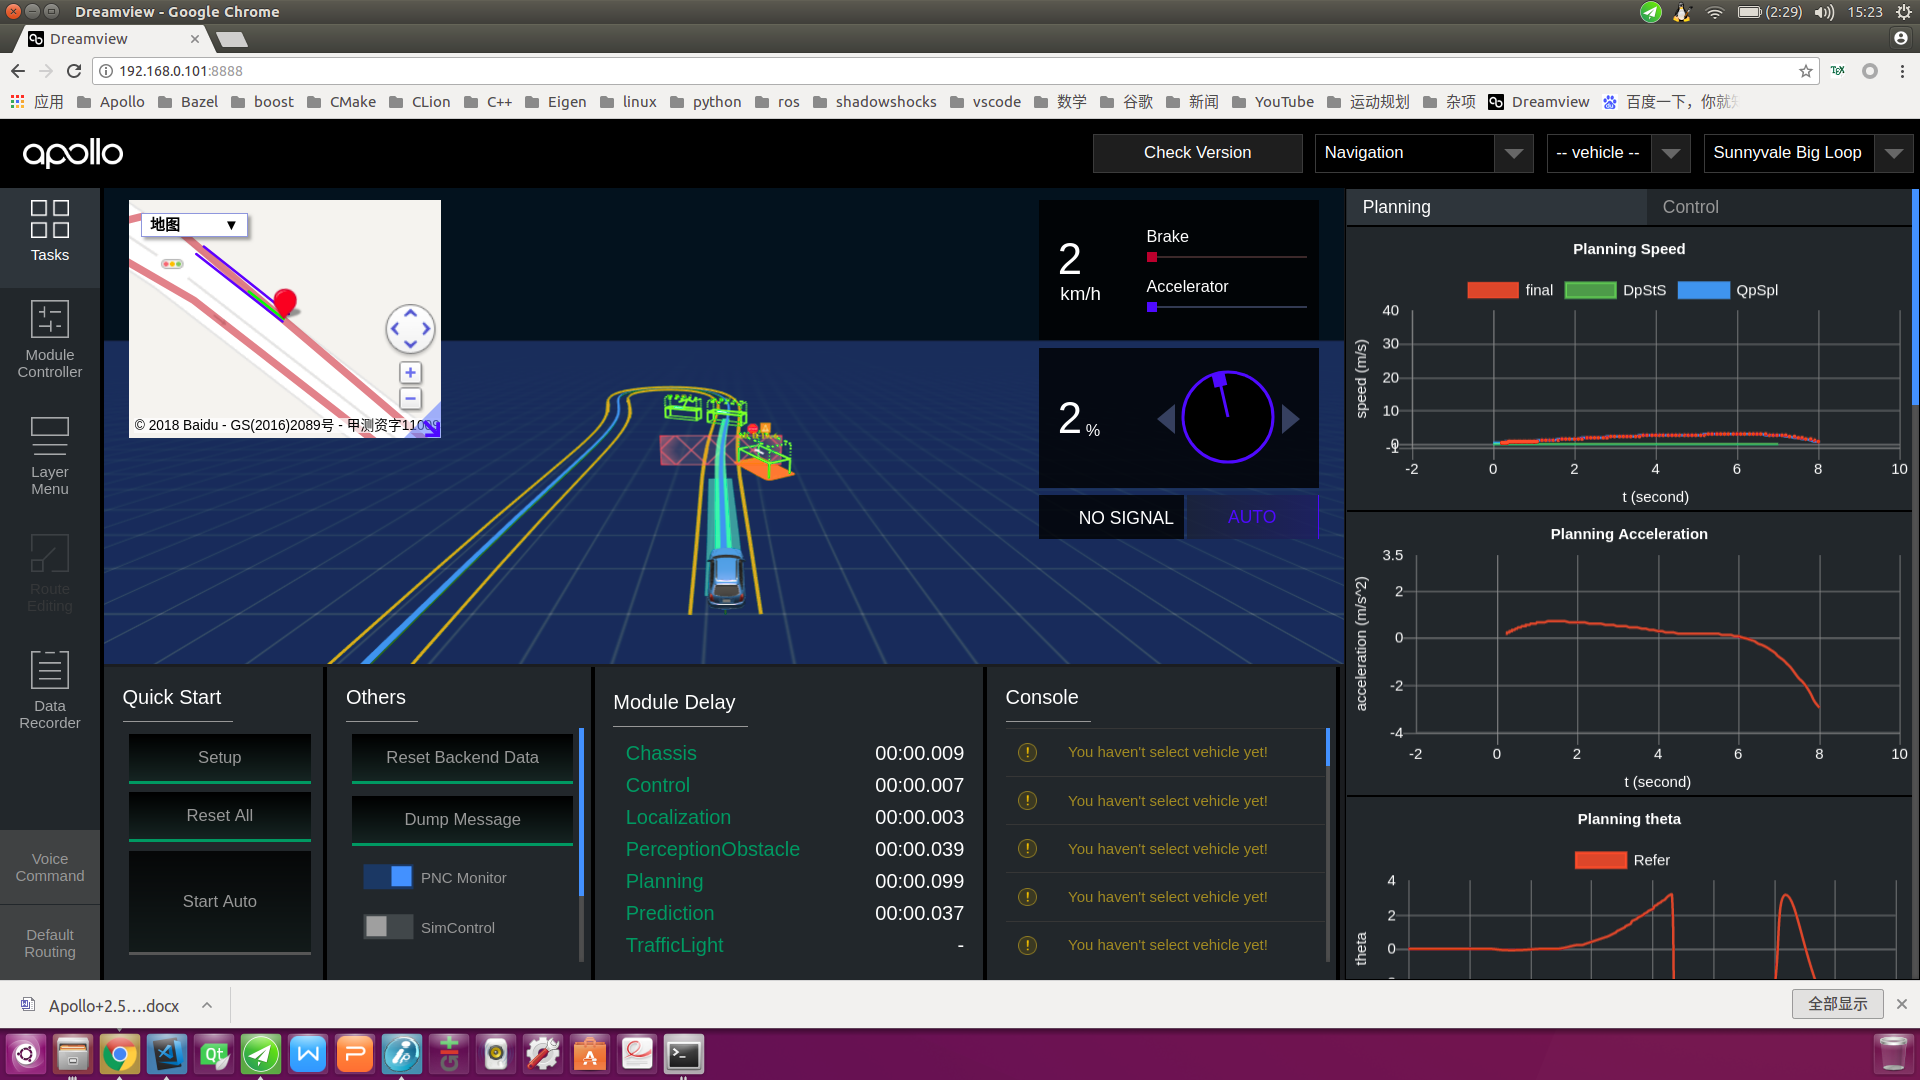 Dreamview - Google Chrome
(2:29) 15:23
Dreamview
192.168.0.101:8888
应用 Apollo Bazel boost CMake CLion C++ Eigen linux python ros shadowshocks vscode 数学 谷歌 新闻 YouTube 运动规划 杂项 Dreamview 百度一下，你就
apollo
Check Version
Navigation
-- vehicle --
Sunnyvale Big Loop
Tasks
Module
Controller
Layer
Menu
Route
Editing
Data
Recorder
Voice
Command
Default
Routing
地图 ▼
© 2018 Baidu - GS(2016)2089号 - 甲测资字11
2
km/h
Brake
Accelerator
2 %
NO SIGNAL
AUTO
Planning
Control
Planning Speed
final DpStS QpSpl
40
30
20
10
0
-1
speed (m/s)
-2 0 2 4 6 8 10
t (second)
Planning Acceleration
3.5
2
0
-2
-4
acceleration (m/s^2)
-2 0 2 4 6 8 10
t (second)
Planning theta
Refer
4
2
0
theta
Quick Start
Setup
Reset All
Start Auto
Others
Reset Backend Data
Dump Message
PNC Monitor
SimControl
Module Delay
Chassis 00:00.009
Control 00:00.007
Localization 00:00.003
PerceptionObstacle 00:00.039
Planning 00:00.099
Prediction 00:00.037
TrafficLight -
Console
You haven't select vehicle yet!
You haven't select vehicle yet!
You haven't select vehicle yet!
You haven't select vehicle yet!
You haven't select vehicle yet!
Apollo+2.5....docx
全部显示